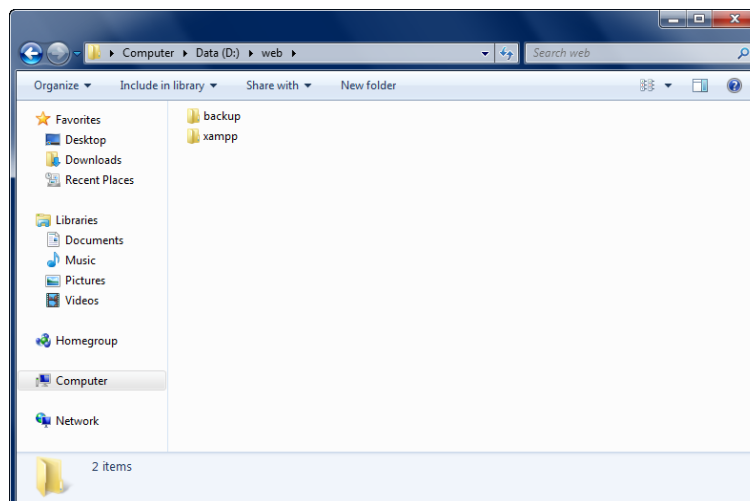 Computer Data (D:) web
Search web
Organize Include in library Share with New folder
Favorites
Desktop
Downloads
Recent Places
Libraries
Documents
Music
Pictures
Videos
Homegroup
Computer
Network
backup
xampp
2 items